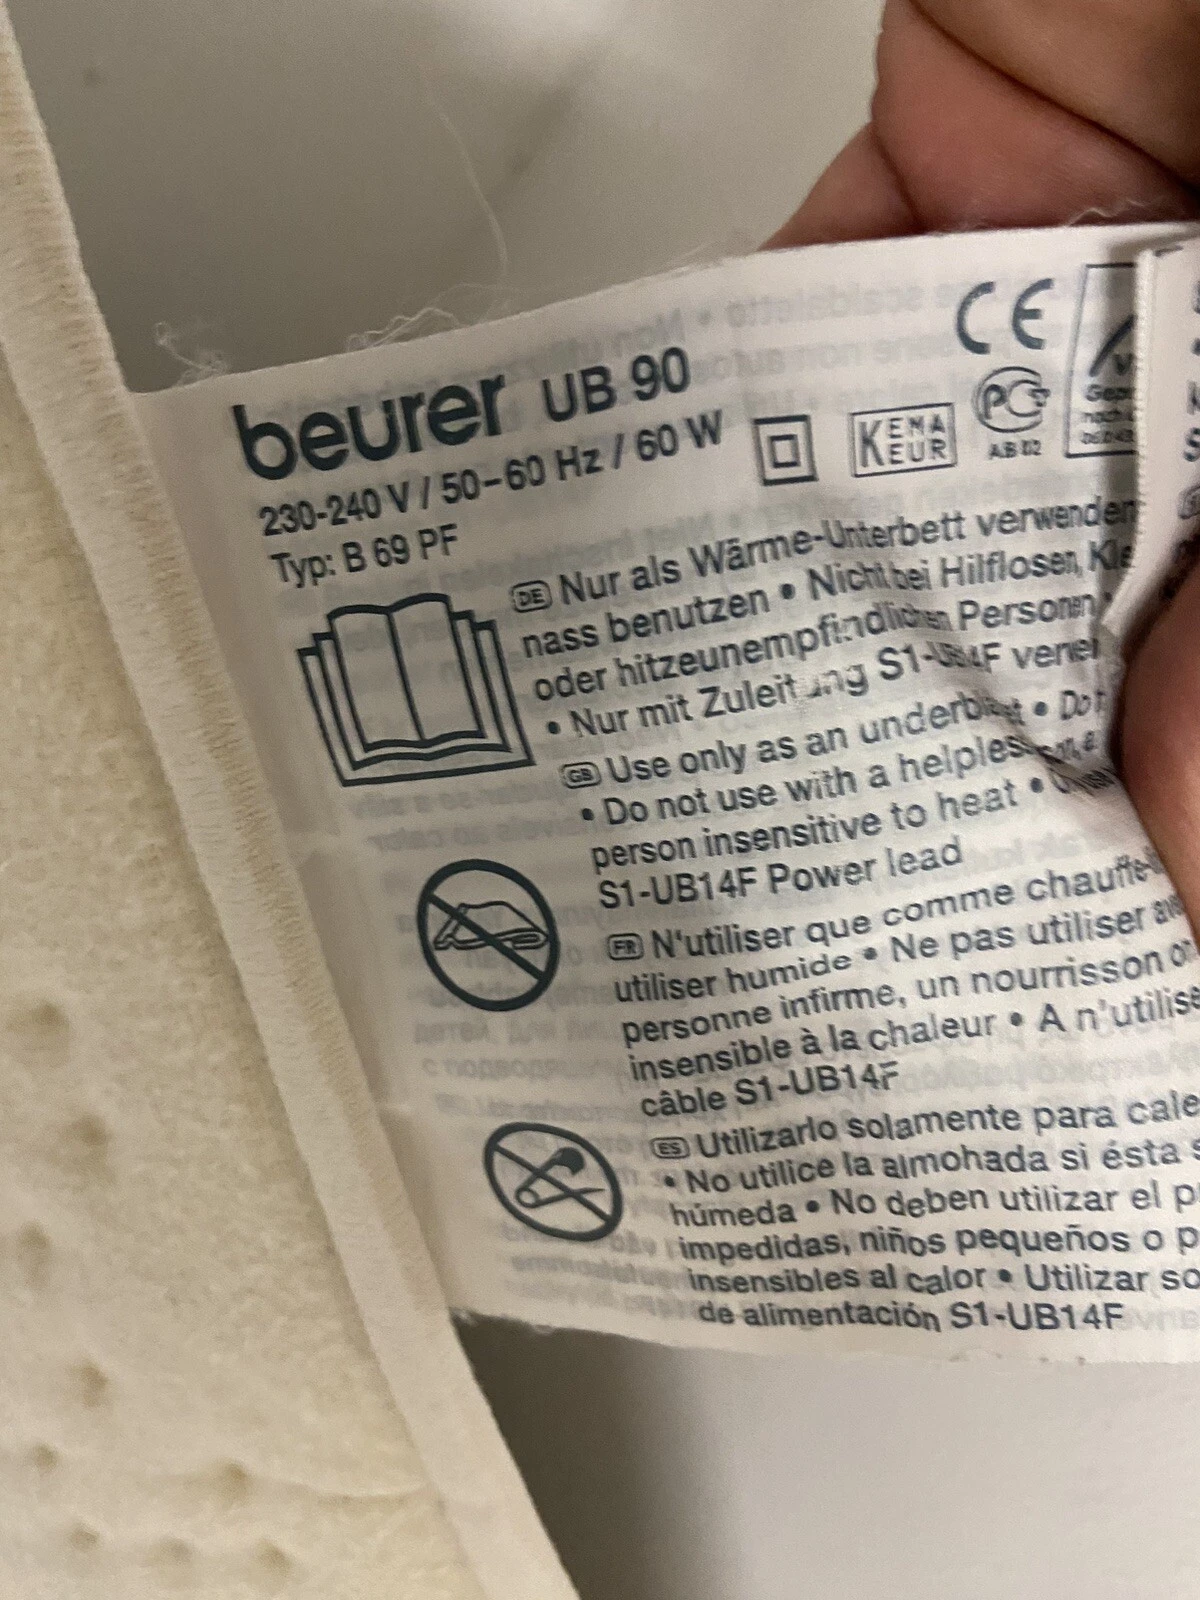 beurer UB 90
CE
230-240 V / 50-60 Hz / 60 W
KEMA
EUR
AB 02
Typ: B 69 PF
DE Nur als Wärme-Unterbett verwenden
nass benutzen • Nicht bei Hilflosen,
oder hitzeunempfindlichen Personen
• Nur mit Zuleitung S1-UB14F
GB Use only as an underblanket • Do
• Do not use with a helpless
person insensitive to heat •
S1-UB14F Power lead
FR N'utiliser que comme
utiliser humide • Ne pas utiliser
personne infirme, un nourrisson
insensible à la chaleur • A
câble S1-UB14F
ES Utilizarlo solamente para
• No utilice la almohada si ésta
húmeda • No deben utilizar el
impedidas, niños pequeños o
insensibles al calor • Utilizar
de alimentación S1-UB14F